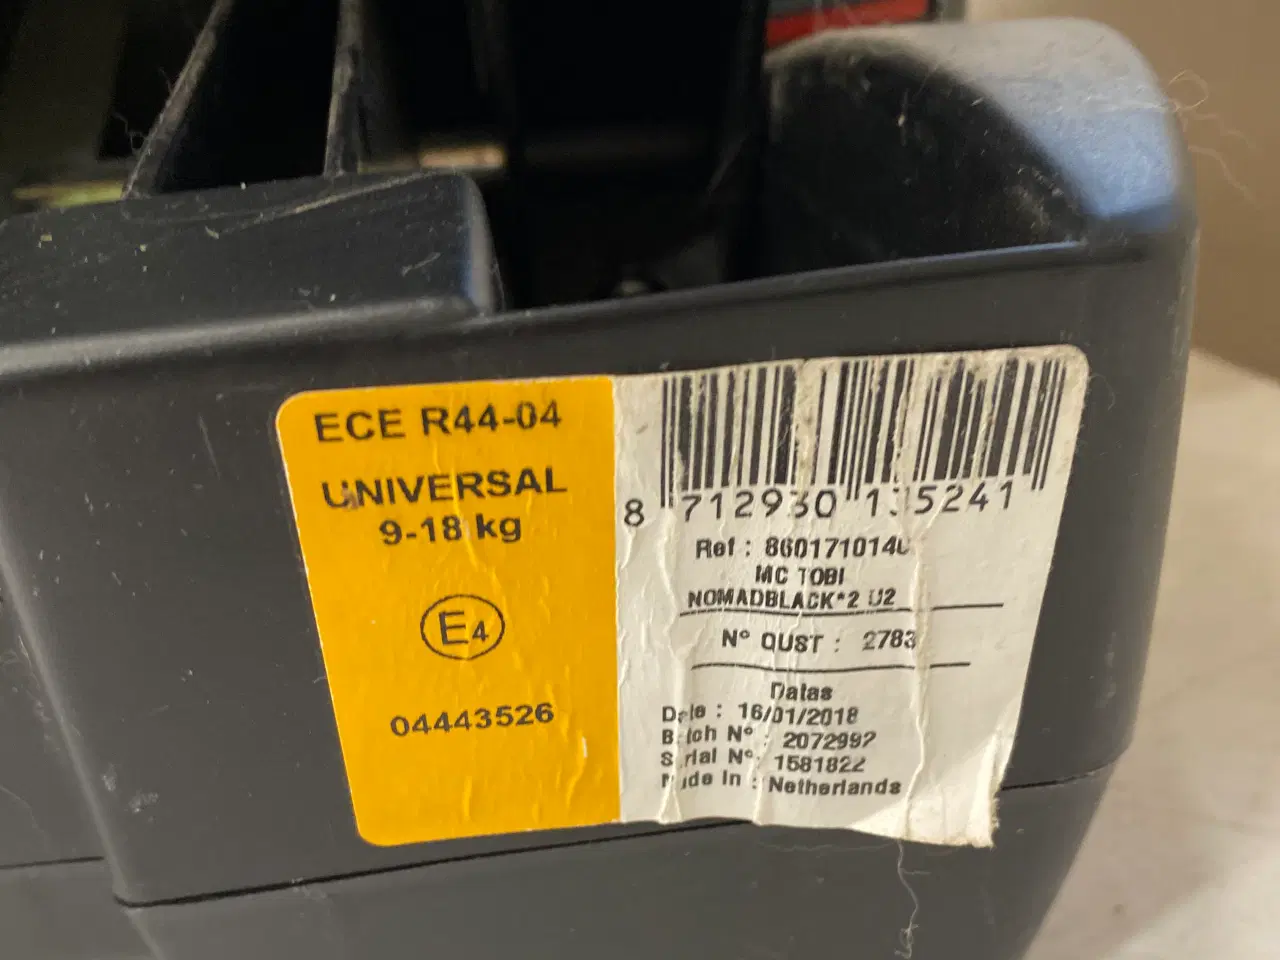 ECE R44-04
UNIVERSAL
9-18 kg
E4
04443526
8 712930 135241
Ref : 8601710140
MC TOBI
NOMADBLACK*2 U2
N° QUST : 2783
Datas
Date : 16/01/2018
Batch N° : 2072992
Serial N° : 1581822
Made In : Netherlands